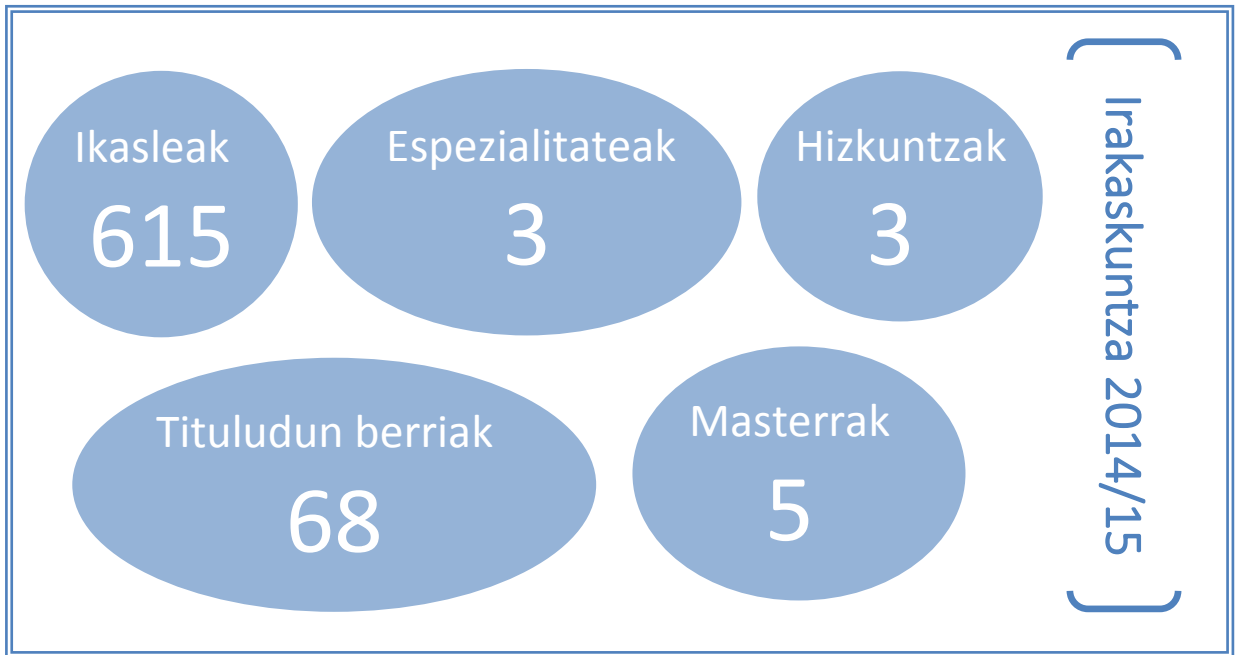 Ikasleak
615
Espezialitateak
3
Hizkuntzak
3
Tituludun berriak
68
Masterrak
5
Irakaskuntza 2014/15